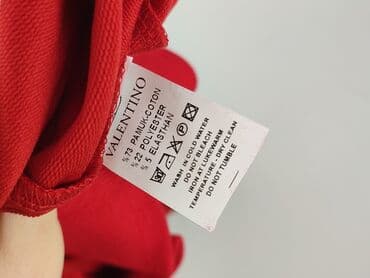 VALENTINO
%73 PAMUK-COTON
%22 POLYESTER
%5 ELASTHAN
WASH IN COLD WATER
DO NOT BLEACH
IRON AT LUKEWARM
TEMPERATURE - DRY CLEAN
DO NOT TUMBLE